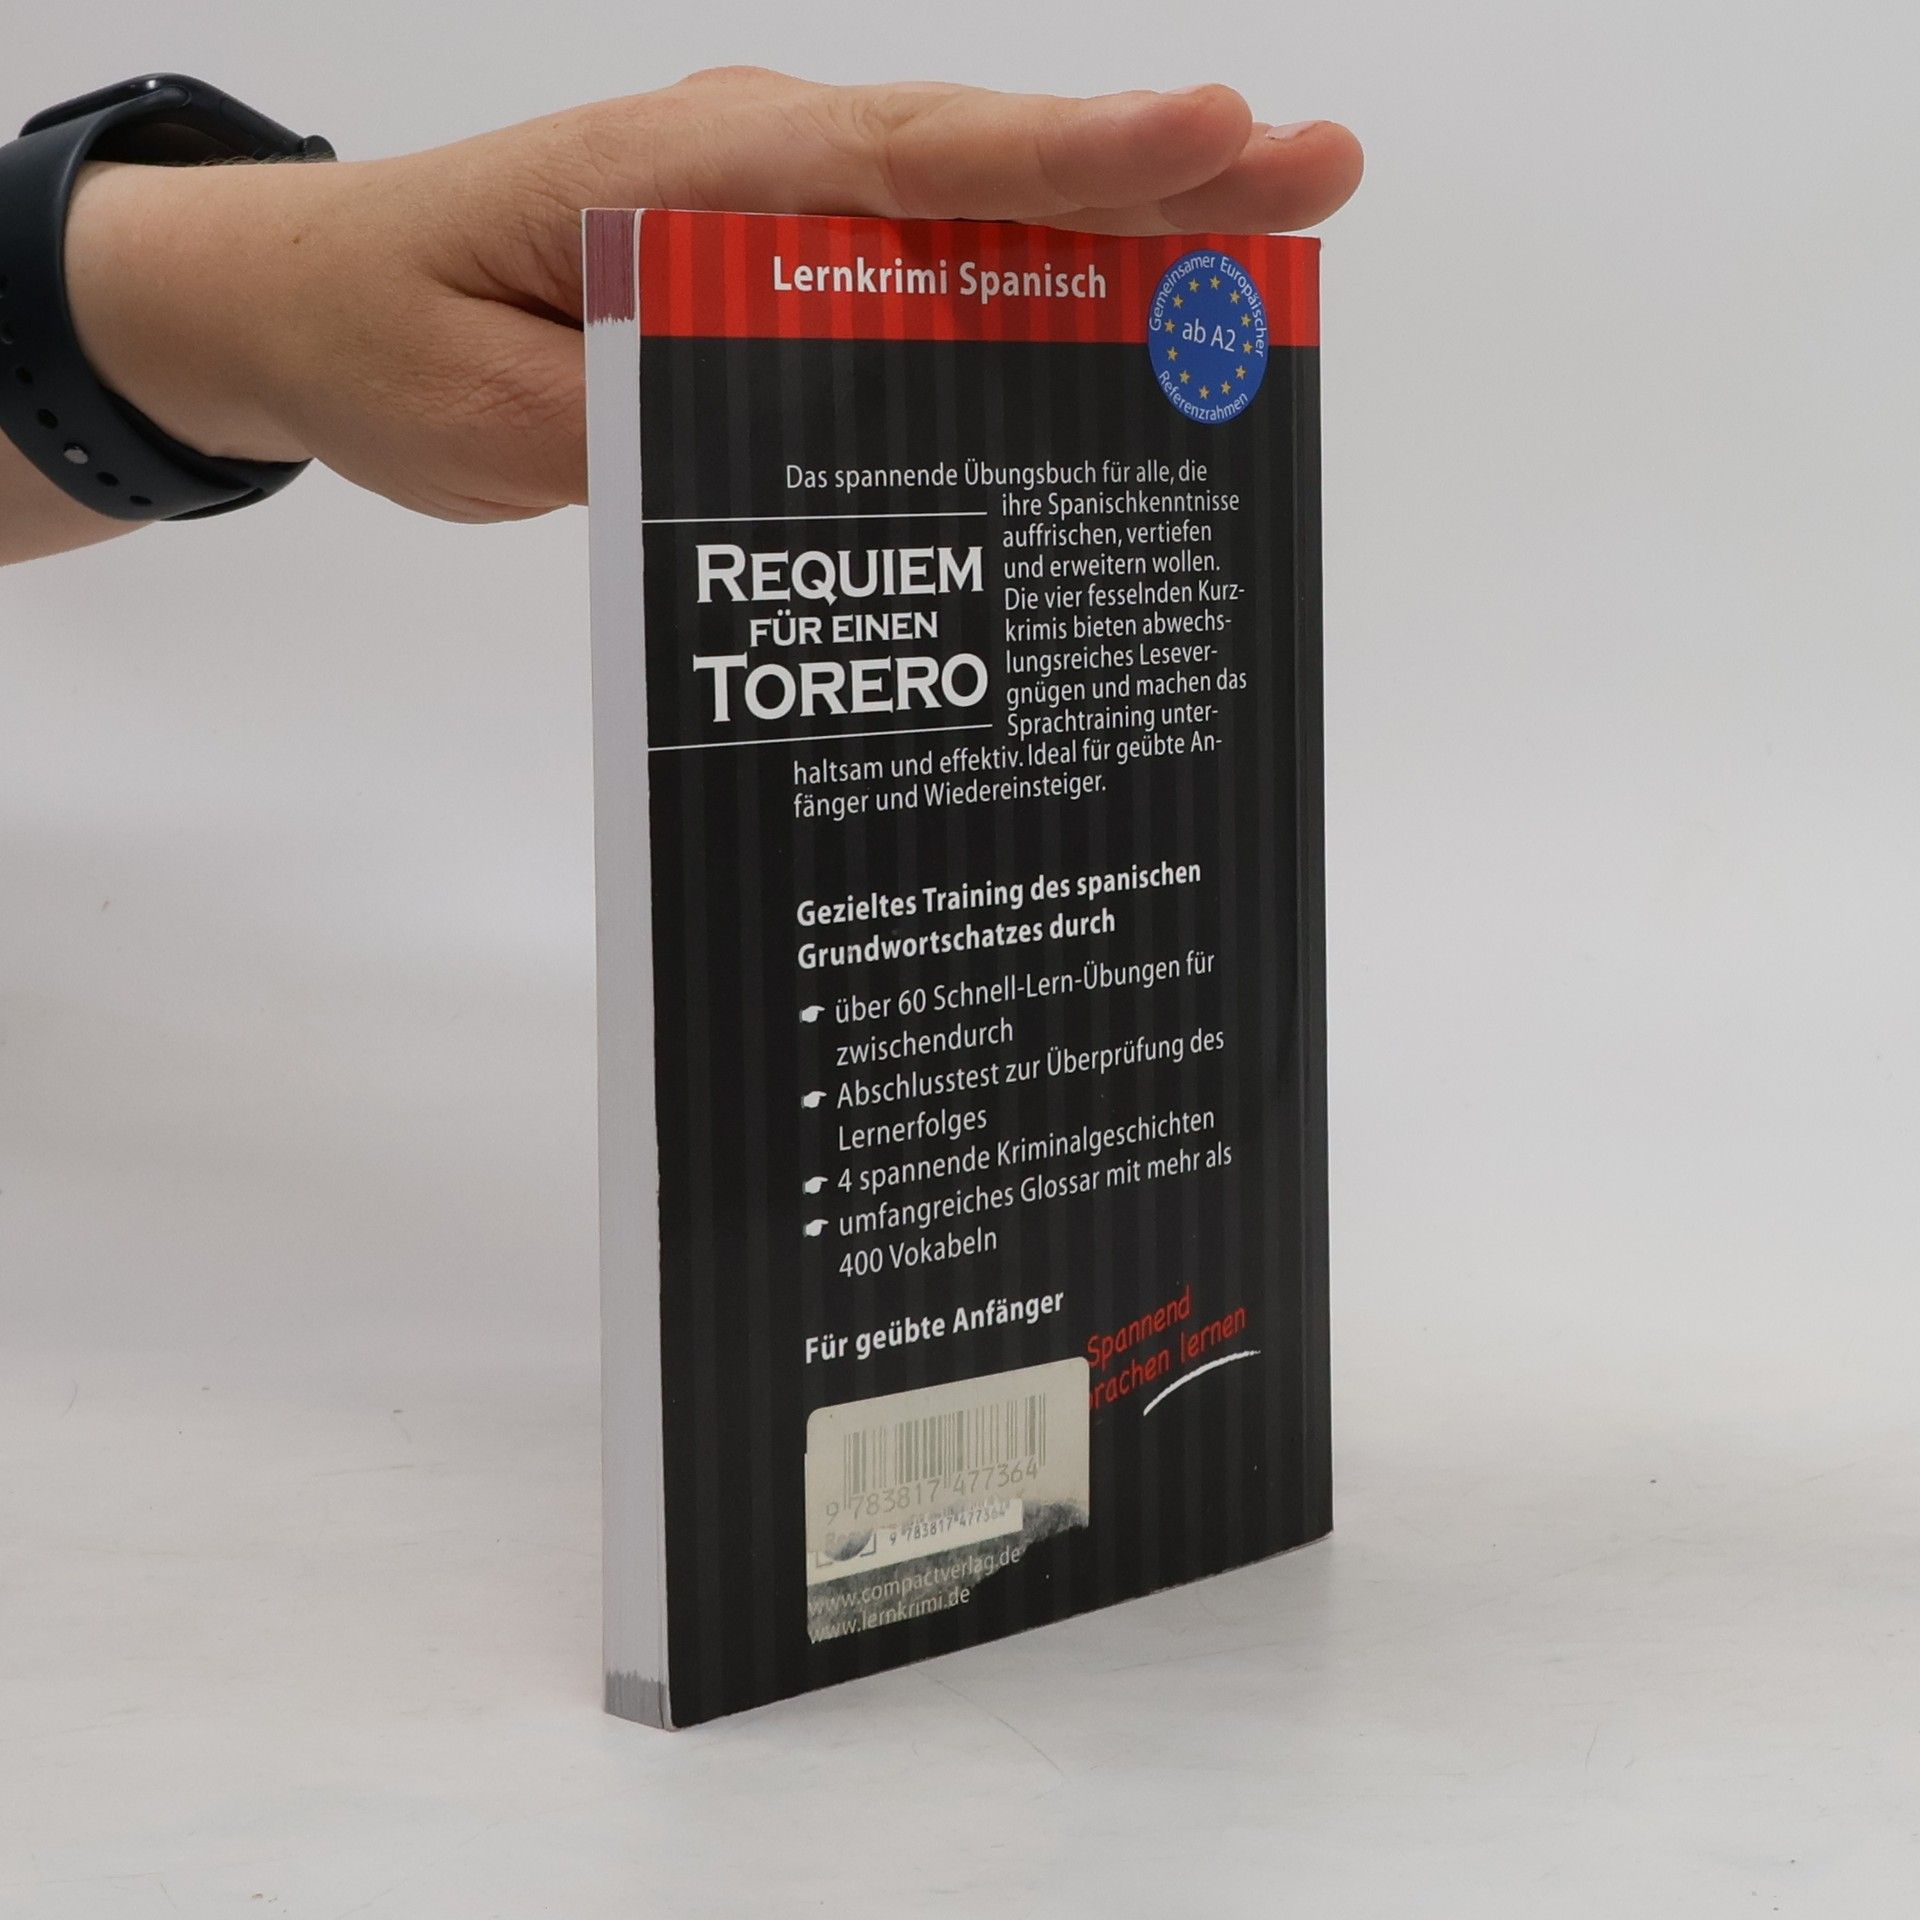 Lernkrimi Spanisch
Gemeinsamer Europäischer
ab A2
Referenzrahmen
Das spannende Übungsbuch für alle, die
ihre Spanischkenntnisse
auffrischen, vertiefen
und erweitern wollen.
Die vier fesselnden Kurz-
krimis bieten abwechs-
lungsreiches Lesever-
gnügen und machen das
Sprachtraining unter-
haltsam und effektiv. Ideal für geübte An-
fänger und Wiedereinsteiger.
REQUIEM
FÜR EINEN
TORERO
Gezieltes Training des spanischen
Grundwortschatzes durch
über 60 Schnell-Lern-Übungen für
zwischendurch
Abschlusstest zur Überprüfung des
Lernerfolges
4 spannende Kriminalgeschichten
umfangreiches Glossar mit mehr als
400 Vokabeln
Für geübte Anfänger
Spannend
lernen
9 783817 477364
9 783817 477364
www.compactverlag.de
www.lernkrimi.de